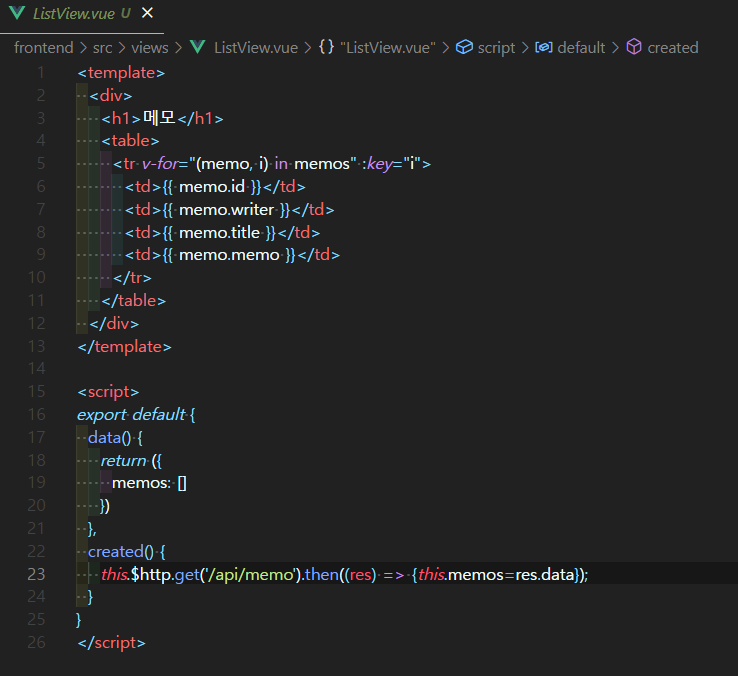 ListView.vue U ×
frontend > src > views > ListView.vue > {} "ListView.vue" > script > default > created
1 <template>
2   <div>
3     <h1>메모</h1>
4     <table>
5       <tr v-for="(memo, i) in memos" :key="i">
6         <td>{{ memo.id }}</td>
7         <td>{{ memo.writer }}</td>
8         <td>{{ memo.title }}</td>
9         <td>{{ memo.memo }}</td>
10       </tr>
11     </table>
12   </div>
13 </template>
14
15 <script>
16 export default {
17   data() {
18     return ({
19       memos: []
20     })
21   },
22   created() {
23     this.$http.get('/api/memo').then((res) => {this.memos=res.data});
24   }
25 }
26 </script>